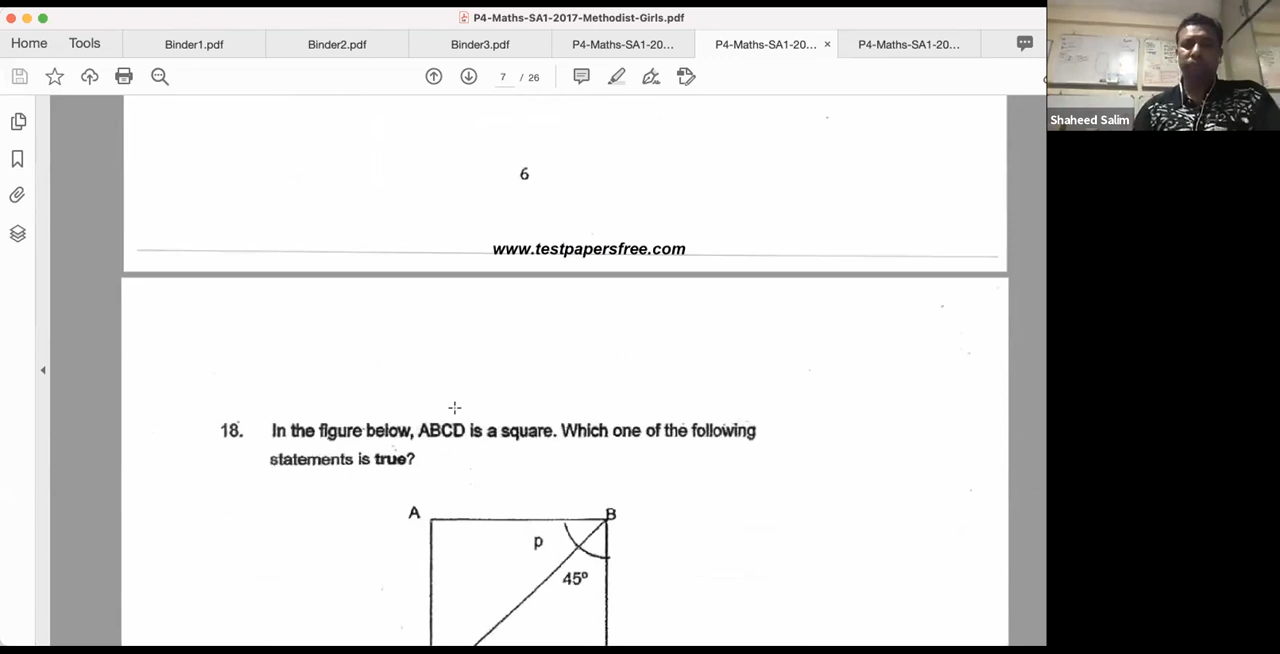 P4-Maths-SA1-2017-Methodist-Girls.pdf
Home Tools Binder1.pdf Binder2.pdf Binder3.pdf P4-Maths-SA1-20... P4-Maths-SA1-20... × P4-Maths-SA1-20...
7 / 26
Shaheed Salim
6
www.testpapersfree.com
18. In the figure below, ABCD is a square. Which one of the following
statements is true?
A B
p
45º